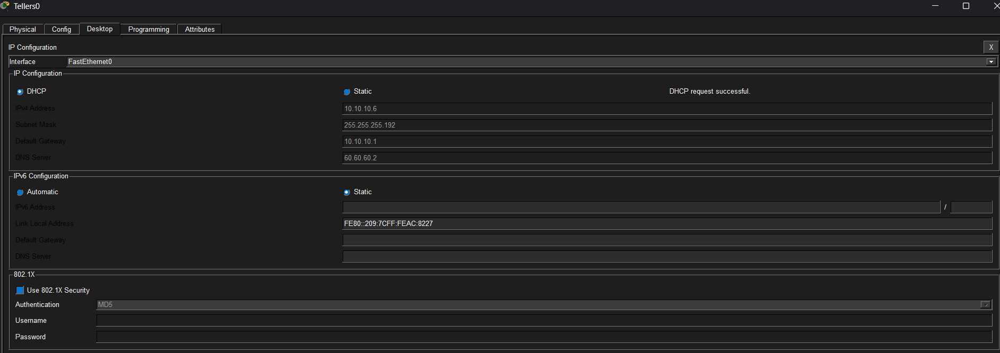 Tellers0
Physical Config Desktop Programming Attributes
IP Configuration
X
Interface FastEthernet0
IP Configuration
DHCP Static DHCP request successful.
IPv4 Address 10.10.10.6
Subnet Mask 255.255.255.192
Default Gateway 10.10.10.1
DNS Server 60.60.60.2
IPv6 Configuration
Automatic Static
IPv6 Address /
Link Local Address FE80::209:7CFF:FEAC:8227
Default Gateway
DNS Server
802.1X
Use 802.1X Security
Authentication MD5
Username
Password